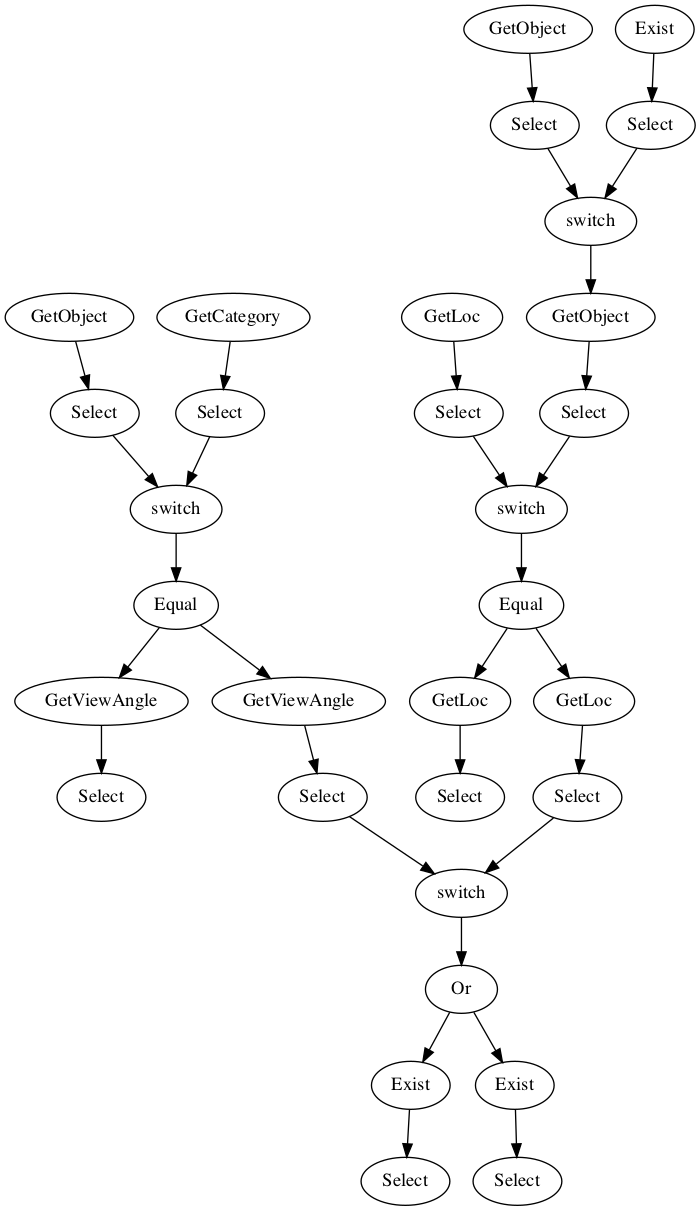 GetObject Exist
Select Select
switch
GetObject GetCategory GetLoc GetObject
Select Select Select Select
switch switch
Equal Equal
GetViewAngle GetViewAngle GetLoc GetLoc
Select Select Select Select
switch
Or
Exist Exist
Select Select